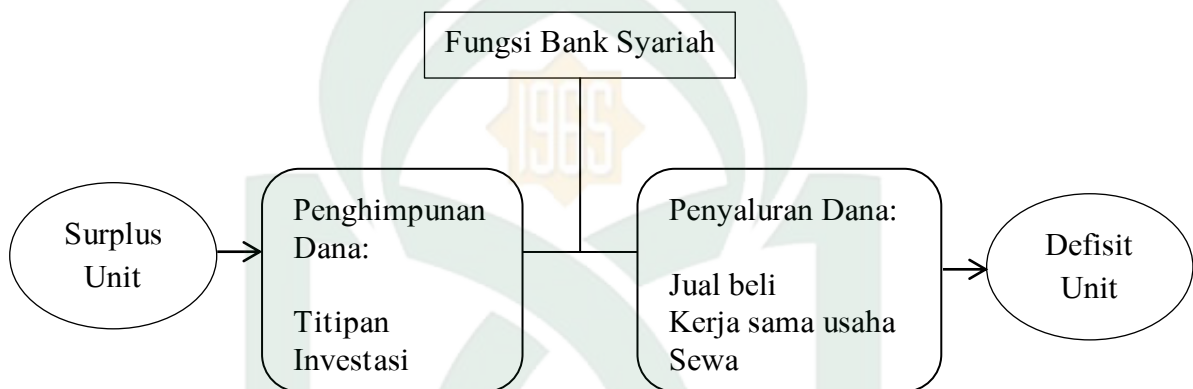 Fungsi Bank Syariah
1965
Surplus
Unit
Penghimpunan
Dana:
Titipan
Investasi
Penyaluran Dana:
Jual beli
Kerja sama usaha
Sewa
Defisit
Unit